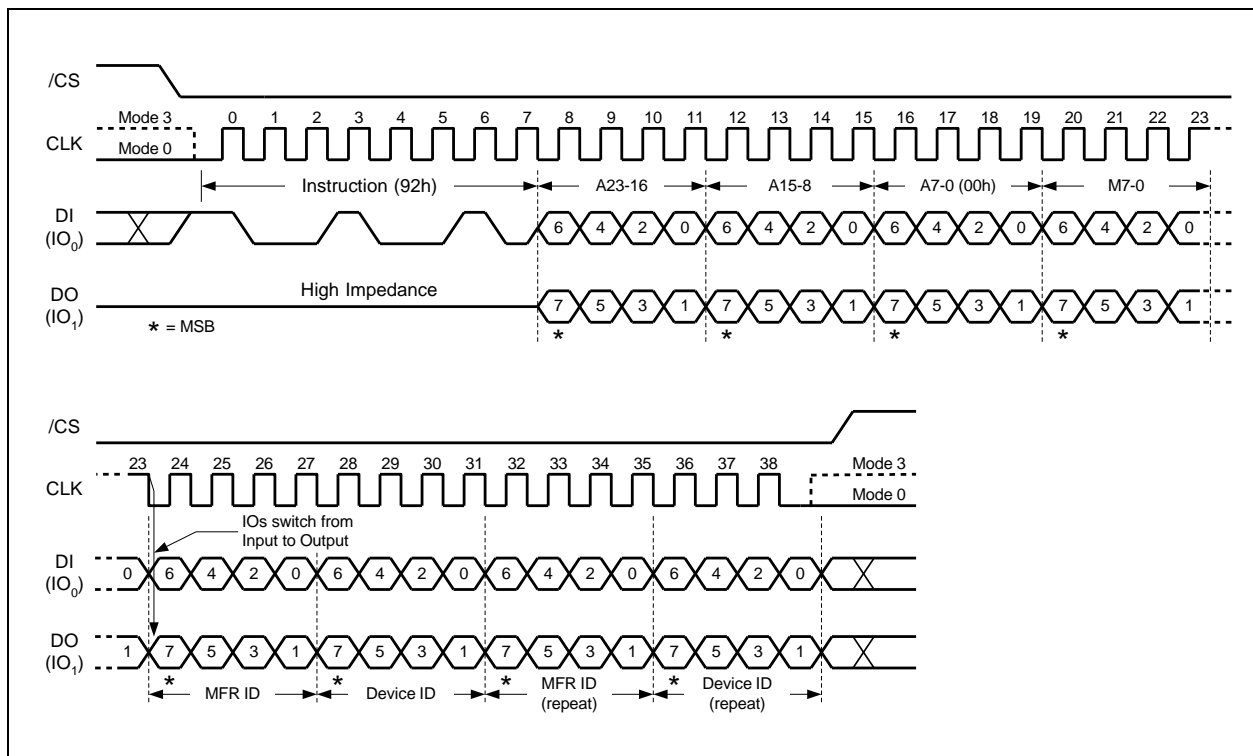 /CS
Mode 3
0 1 2 3 4 5 6 7 8 9 10 11 12 13 14 15 16 17 18 19 20 21 22 23
CLK
Mode 0
Instruction (92h) A23-16 A15-8 A7-0 (00h) M7-0
DI
(IO0)
6 4 2 0 6 4 2 0 6 4 2 0 6 4 2 0
High Impedance
DO
(IO1)
7 5 3 1 7 5 3 1 7 5 3 1 7 5 3 1
* = MSB
* * * *
/CS
23 24 25 26 27 28 29 30 31 32 33 34 35 36 37 38
Mode 3
CLK
Mode 0
IOs switch from
Input to Output
DI
(IO0)
0 6 4 2 0 6 4 2 0 6 4 2 0 6 4 2 0
DO
(IO1)
1 7 5 3 1 7 5 3 1 7 5 3 1 7 5 3 1
* * * *
MFR ID Device ID MFR ID
(repeat)
Device ID
(repeat)